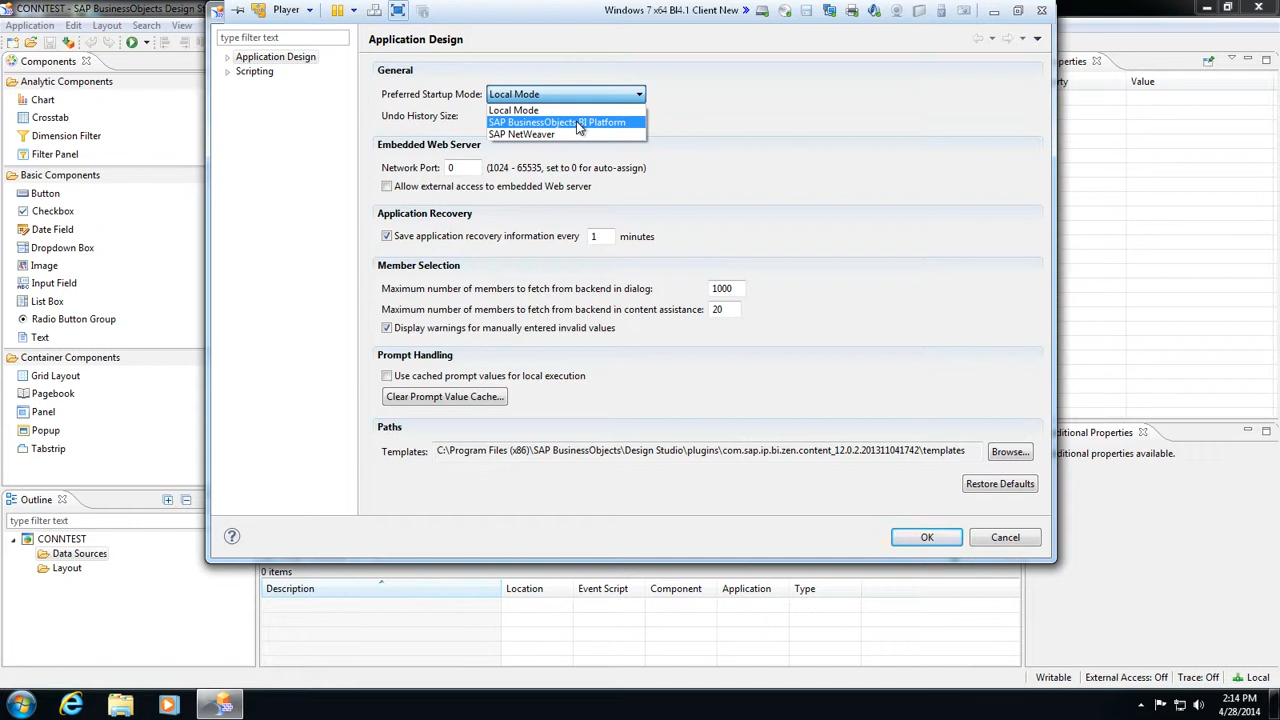 CONNTEST - SAP BusinessObjects Design Stu
Player
Windows 7 x64 BI4.1 Client New
Application Edit Layout Search View
Components
Analytic Components
Chart
Crosstab
Dimension Filter
Filter Panel
Basic Components
Button
Checkbox
Date Field
Dropdown Box
Image
Input Field
List Box
Radio Button Group
Text
Container Components
Grid Layout
Pagebook
Panel
Popup
Tabstrip
Outline
type filter text
CONNTEST
Data Sources
Layout
type filter text
Application Design
Scripting
Application Design
General
Preferred Startup Mode: Local Mode
Local Mode
SAP BusinessObjects BI Platform
SAP NetWeaver
Undo History Size:
Embedded Web Server
Network Port: 0 (1024 - 65535, set to 0 for auto-assign)
Allow external access to embedded Web server
Application Recovery
Save application recovery information every 1 minutes
Member Selection
Maximum number of members to fetch from backend in dialog: 1000
Maximum number of members to fetch from backend in content assistance: 20
Display warnings for manually entered invalid values
Prompt Handling
Use cached prompt values for local execution
Clear Prompt Value Cache...
Paths
Templates: C:\Program Files (x86)\SAP BusinessObjects\Design Studio\plugins\com.sap.ip.bi.zen.content_12.0.2.201311041742\templates Browse...
Restore Defaults
OK Cancel
perties
rty Value
dditional Properties
ditional properties available.
0 items
Description Location Event Script Component Application Type
Writable External Access: Off Trace: Off Local
2:14 PM
4/28/2014